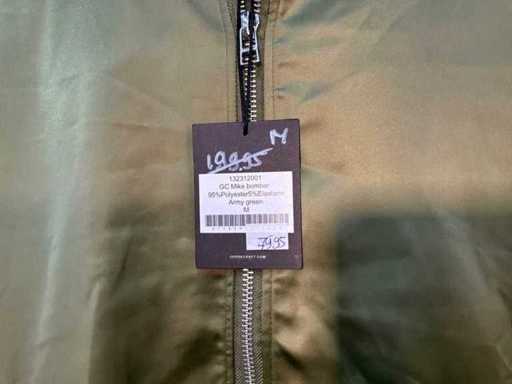 M
199.95
132312001
GC Mike bomber
95%Polyester5%Elastane
Army green
M
79.95